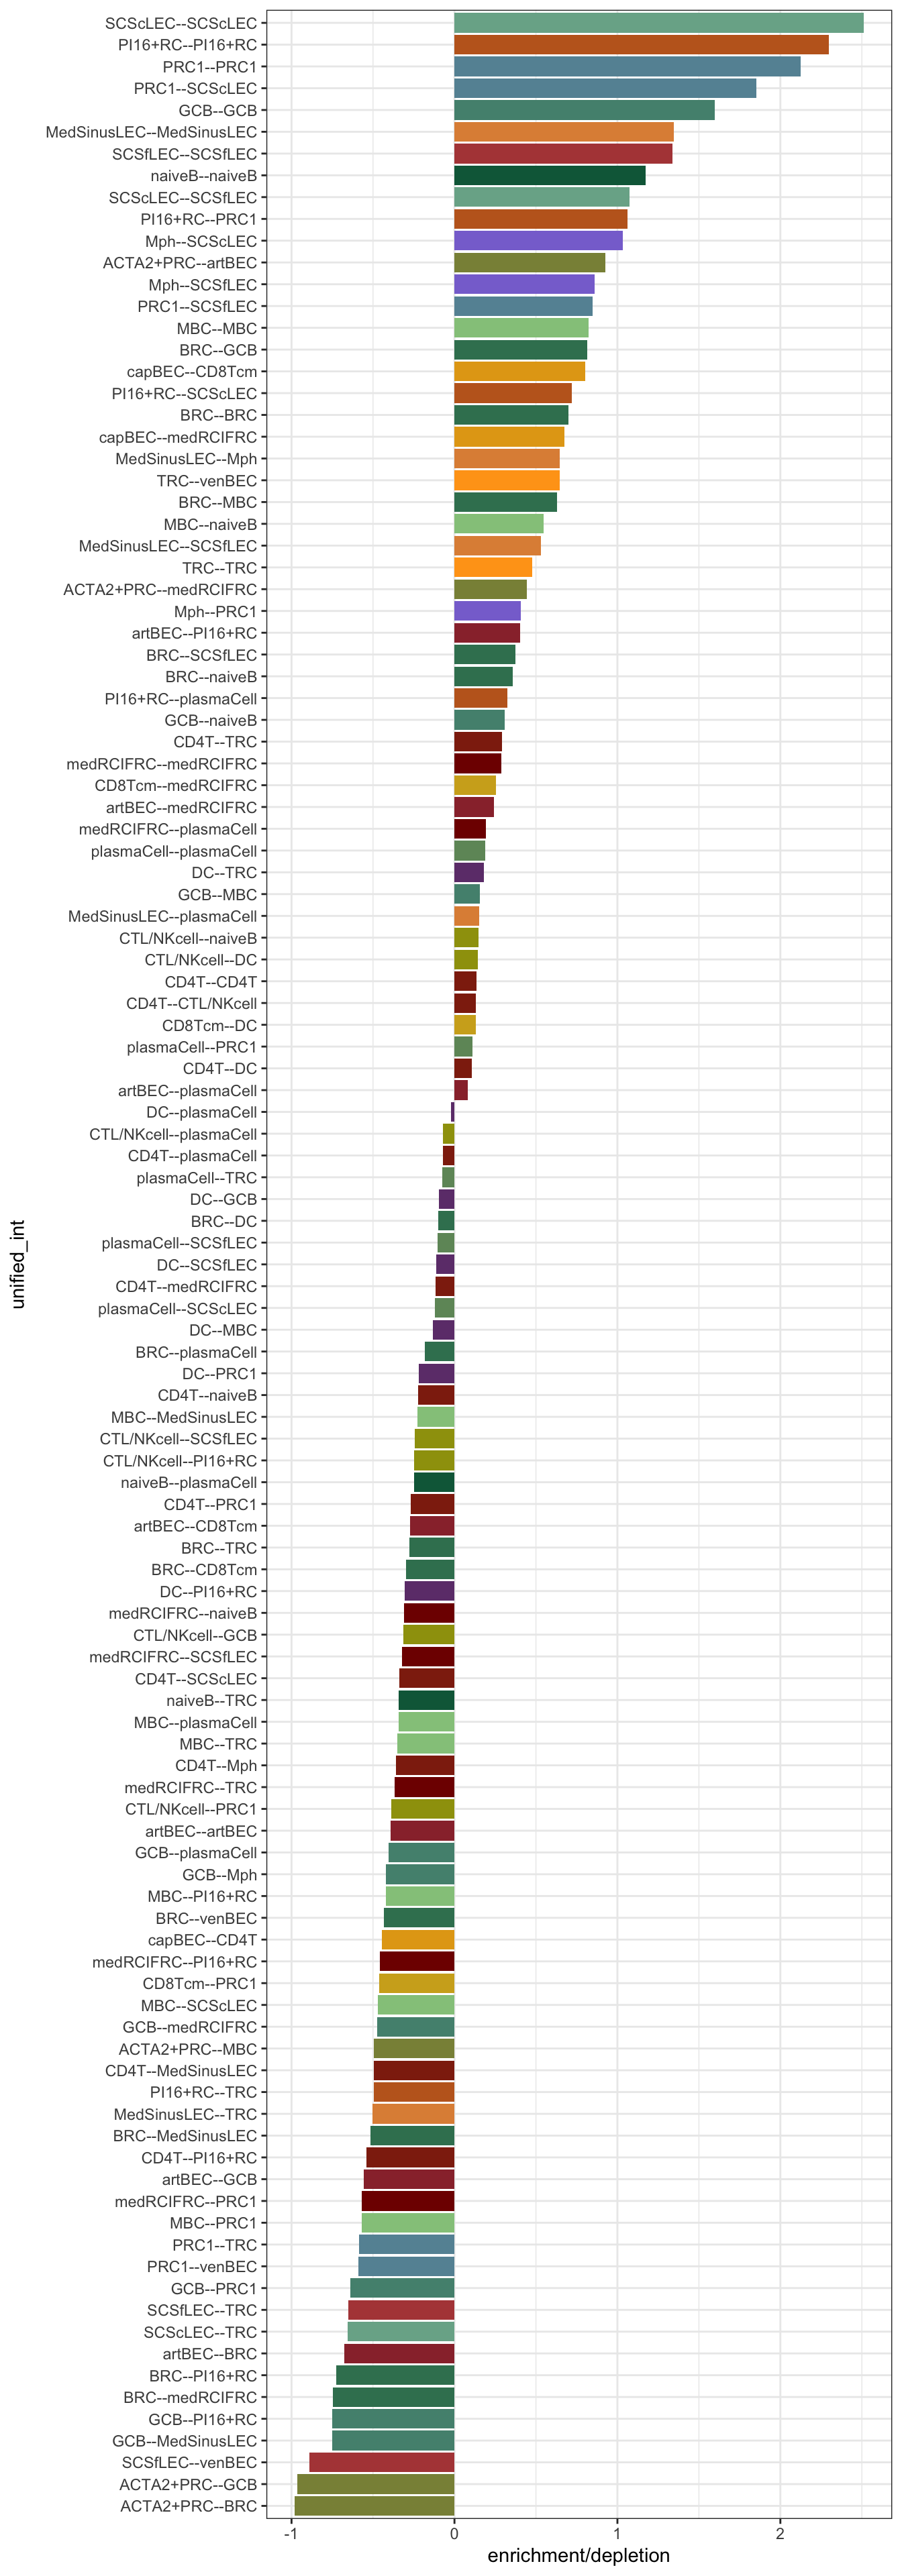 SCScLEC--SCScLEC
PI16+RC--PI16+RC
PRC1--PRC1
PRC1--SCScLEC
GCB--GCB
MedSinusLEC--MedSinusLEC
SCSfLEC--SCSfLEC
naiveB--naiveB
SCScLEC--SCSfLEC
PI16+RC--PRC1
Mph--SCScLEC
ACTA2+PRC--artBEC
Mph--SCSfLEC
PRC1--SCSfLEC
MBC--MBC
BRC--GCB
capBEC--CD8Tcm
PI16+RC--SCScLEC
BRC--BRC
capBEC--medRCIFRC
MedSinusLEC--Mph
TRC--venBEC
BRC--MBC
MBC--naiveB
MedSinusLEC--SCSfLEC
TRC--TRC
ACTA2+PRC--medRCIFRC
Mph--PRC1
artBEC--PI16+RC
BRC--SCSfLEC
BRC--naiveB
PI16+RC--plasmaCell
GCB--naiveB
CD4T--TRC
medRCIFRC--medRCIFRC
CD8Tcm--medRCIFRC
artBEC--medRCIFRC
medRCIFRC--plasmaCell
plasmaCell--plasmaCell
DC--TRC
GCB--MBC
MedSinusLEC--plasmaCell
CTL/NKcell--naiveB
CTL/NKcell--DC
CD4T--CD4T
CD4T--CTL/NKcell
CD8Tcm--DC
plasmaCell--PRC1
CD4T--DC
artBEC--plasmaCell
DC--plasmaCell
CTL/NKcell--plasmaCell
CD4T--plasmaCell
plasmaCell--TRC
DC--GCB
BRC--DC
plasmaCell--SCSfLEC
DC--SCSfLEC
CD4T--medRCIFRC
plasmaCell--SCScLEC
DC--MBC
BRC--plasmaCell
DC--PRC1
CD4T--naiveB
MBC--MedSinusLEC
CTL/NKcell--SCSfLEC
CTL/NKcell--PI16+RC
naiveB--plasmaCell
CD4T--PRC1
artBEC--CD8Tcm
BRC--TRC
BRC--CD8Tcm
DC--PI16+RC
medRCIFRC--naiveB
CTL/NKcell--GCB
medRCIFRC--SCSfLEC
CD4T--SCScLEC
naiveB--TRC
MBC--plasmaCell
MBC--TRC
CD4T--Mph
medRCIFRC--TRC
CTL/NKcell--PRC1
artBEC--artBEC
GCB--plasmaCell
GCB--Mph
MBC--PI16+RC
BRC--venBEC
capBEC--CD4T
medRCIFRC--PI16+RC
CD8Tcm--PRC1
MBC--SCScLEC
GCB--medRCIFRC
ACTA2+PRC--MBC
CD4T--MedSinusLEC
PI16+RC--TRC
MedSinusLEC--TRC
BRC--MedSinusLEC
CD4T--PI16+RC
artBEC--GCB
medRCIFRC--PRC1
MBC--PRC1
PRC1--TRC
PRC1--venBEC
GCB--PRC1
SCSfLEC--TRC
SCScLEC--TRC
artBEC--BRC
BRC--PI16+RC
BRC--medRCIFRC
GCB--PI16+RC
GCB--MedSinusLEC
SCSfLEC--venBEC
ACTA2+PRC--GCB
ACTA2+PRC--BRC
unified_int
-1 0 1 2
enrichment/depletion